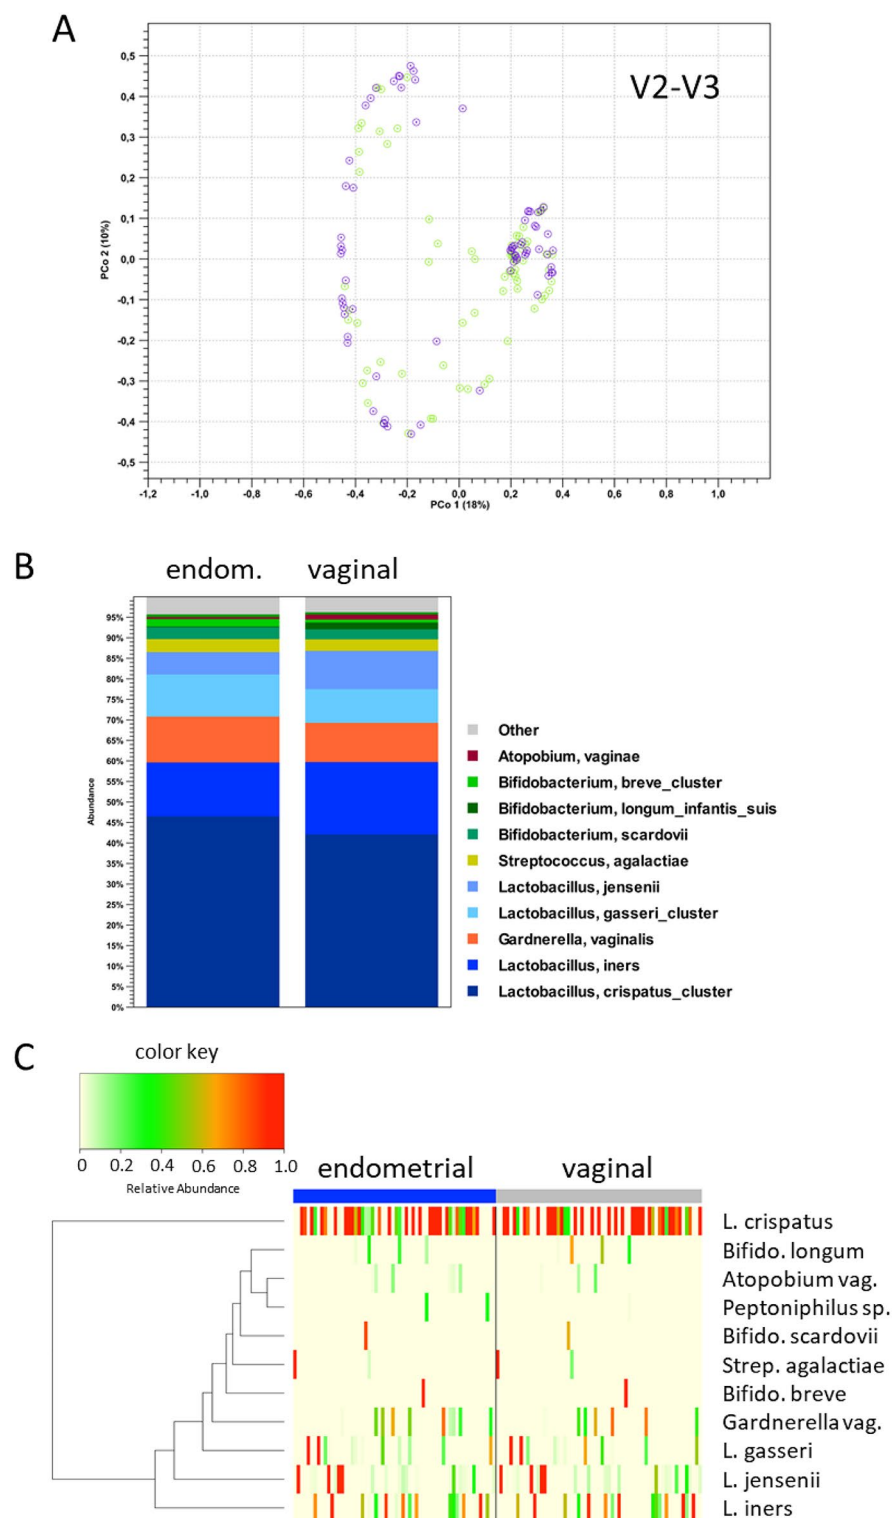 A
V2-V3
0,5
0,4
0,3
0,2
0,1
0,0
-0,1
-0,2
-0,3
-0,4
-0,5
PCo 2 (10%)
-1,2 -1,0 -0,8 -0,6 -0,4 -0,2 0,0 0,2 0,4 0,6 0,8 1,0
PCo 1 (18%)
B
endom. vaginal
95%
90%
85%
80%
75%
70%
65%
60%
55%
50%
45%
40%
35%
30%
25%
20%
15%
10%
5%
0%
Abundance
Other
Atopobium, vaginae
Bifidobacterium, breve_cluster
Bifidobacterium, longum_infantis_suis
Bifidobacterium, scardovii
Streptococcus, agalactiae
Lactobacillus, jensenii
Lactobacillus, gasseri_cluster
Gardnerella, vaginalis
Lactobacillus, iners
Lactobacillus, crispatus_cluster
C
color key
0 0.2 0.4 0.6 0.8 1.0
Relative Abundance
endometrial vaginal
L. crispatus
Bifido. longum
Atopobium vag.
Peptoniphilus sp.
Bifido. scardovii
Strep. agalactiae
Bifido. breve
Gardnerella vag.
L. gasseri
L. jensenii
L. iners